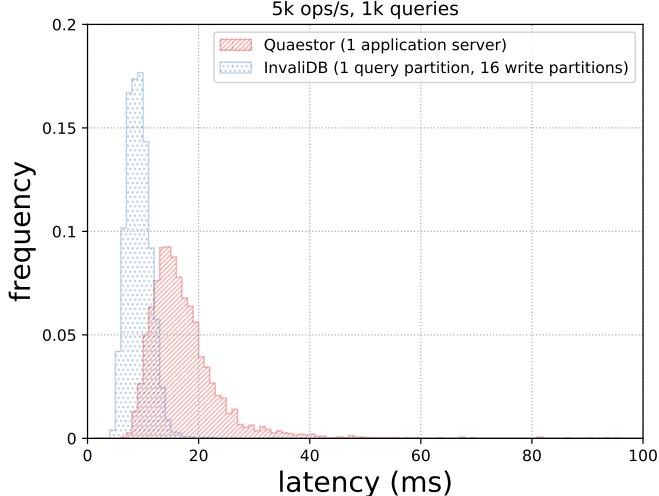 5k ops/s, 1k queries
0.2
Quaestor (1 application server)
InvaliDB (1 query partition, 16 write partitions)
0.15
0.1
0.05
0
frequency
0 20 40 60 80 100
latency (ms)